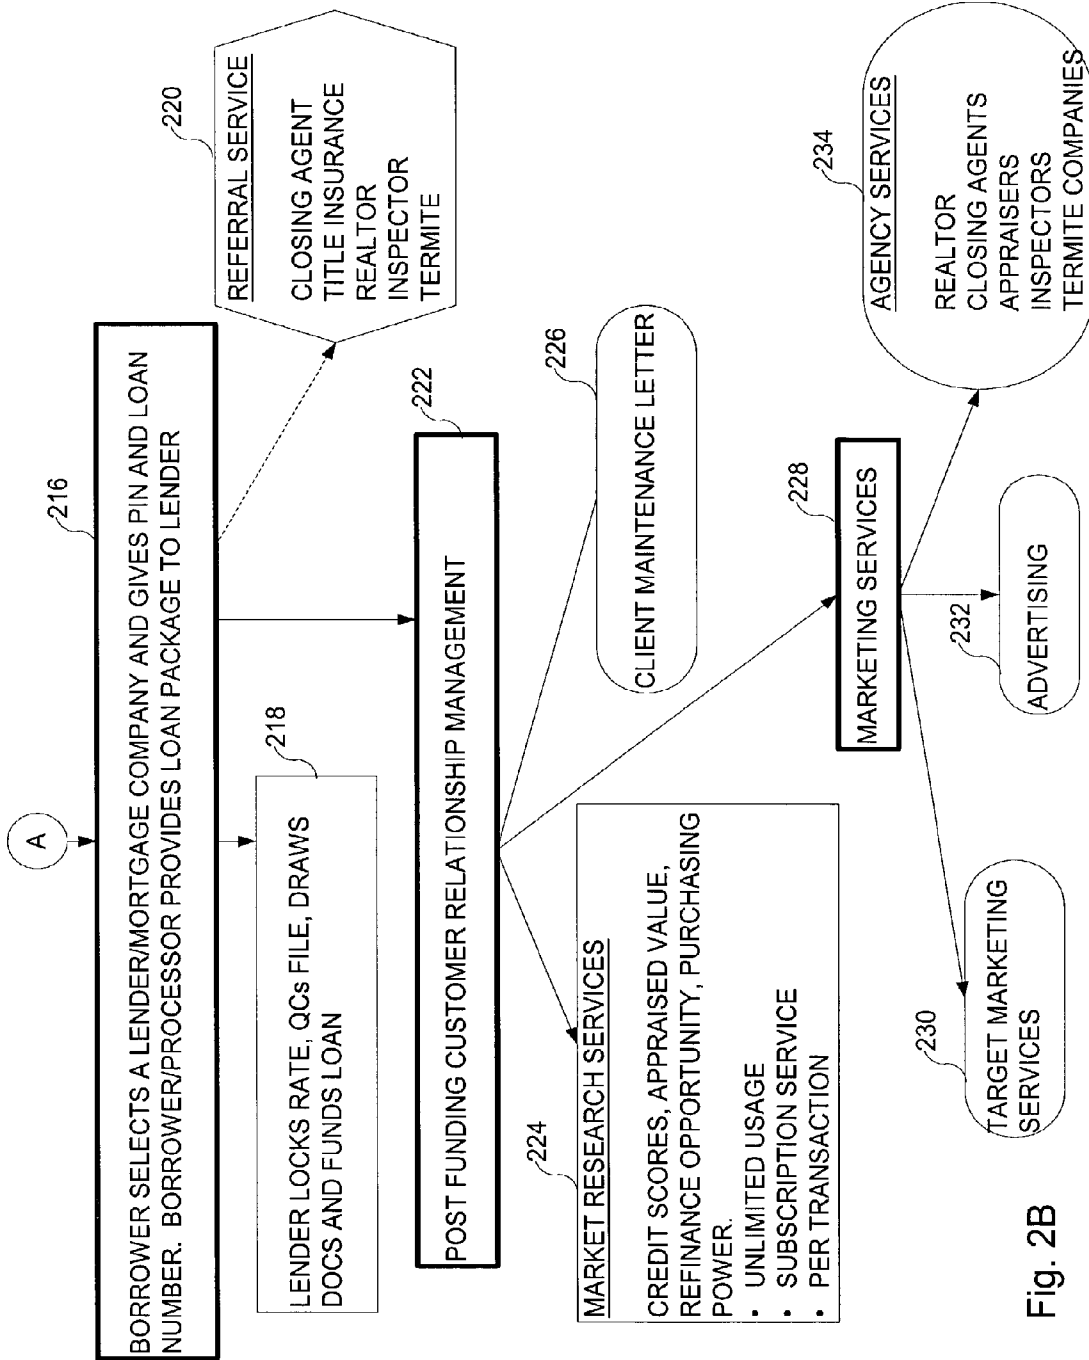 A
216
BORROWER SELECTS A LENDER/MORTGAGE COMPANY AND GIVES PIN AND LOAN
NUMBER. BORROWER/PROCESSOR PROVIDES LOAN PACKAGE TO LENDER
218
LENDER LOCKS RATE, QCs FILE, DRAWS
DOCS AND FUNDS LOAN
220
REFERRAL SERVICE
CLOSING AGENT
TITLE INSURANCE
REALTOR
INSPECTOR
TERMITE
222
POST FUNDING CUSTOMER RELATIONSHIP MANAGEMENT
224
MARKET RESEARCH SERVICES
CREDIT SCORES, APPRAISED VALUE,
REFINANCE OPPORTUNITY, PURCHASING
POWER.
• UNLIMITED USAGE
• SUBSCRIPTION SERVICE
• PER TRANSACTION
226
CLIENT MAINTENANCE LETTER
228
MARKETING SERVICES
230
TARGET MARKETING
SERVICES
232
ADVERTISING
234
AGENCY SERVICES
REALTOR
CLOSING AGENTS
APPRAISERS
INSPECTORS
TERMITE COMPANIES
Fig. 2B